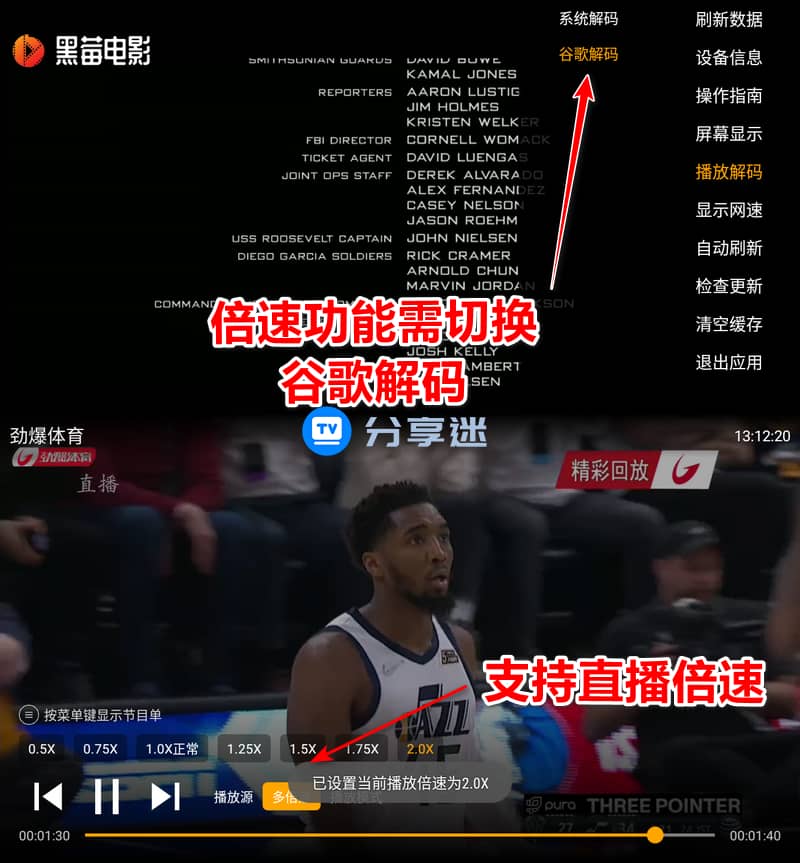 黑莓电影
系统解码
谷歌解码
刷新数据
设备信息
操作指南
屏幕显示
播放解码
显示网速
自动刷新
检查更新
清空缓存
退出应用
SMITHSONIAN GUARDS DAVID BOWE
KAMAL JONES
REPORTERS AARON LUSTIG
JIM HOLMES
KRISTEN WELKER
FBI DIRECTOR CORNELL WOMACK
TICKET AGENT DAVID LUENGAS
JOINT OPS STAFF DEREK ALVARADO
ALEX FERNANDEZ
CASEY NELSON
JASON ROEHM
USS ROOSEVELT CAPTAIN JOHN NIELSEN
DIEGO GARCIA SOLDIERS RICK CRAMER
ARNOLD CHUN
MARVIN JORDAN
倍速功能需切换
谷歌解码
JOSH KELLY
TV 分享迷
劲爆体育
13:12:20
劲爆体育
直播
精彩回放
支持直播倍速
按菜单键显示节目单
0.5X 0.75X 1.0X正常 1.25X 1.5X 1.75X 2.0X
已设置当前播放倍速为2.0X
播放源 多倍 播放模式
pura THREE POINTER
27 34
00:01:30 00:01:40